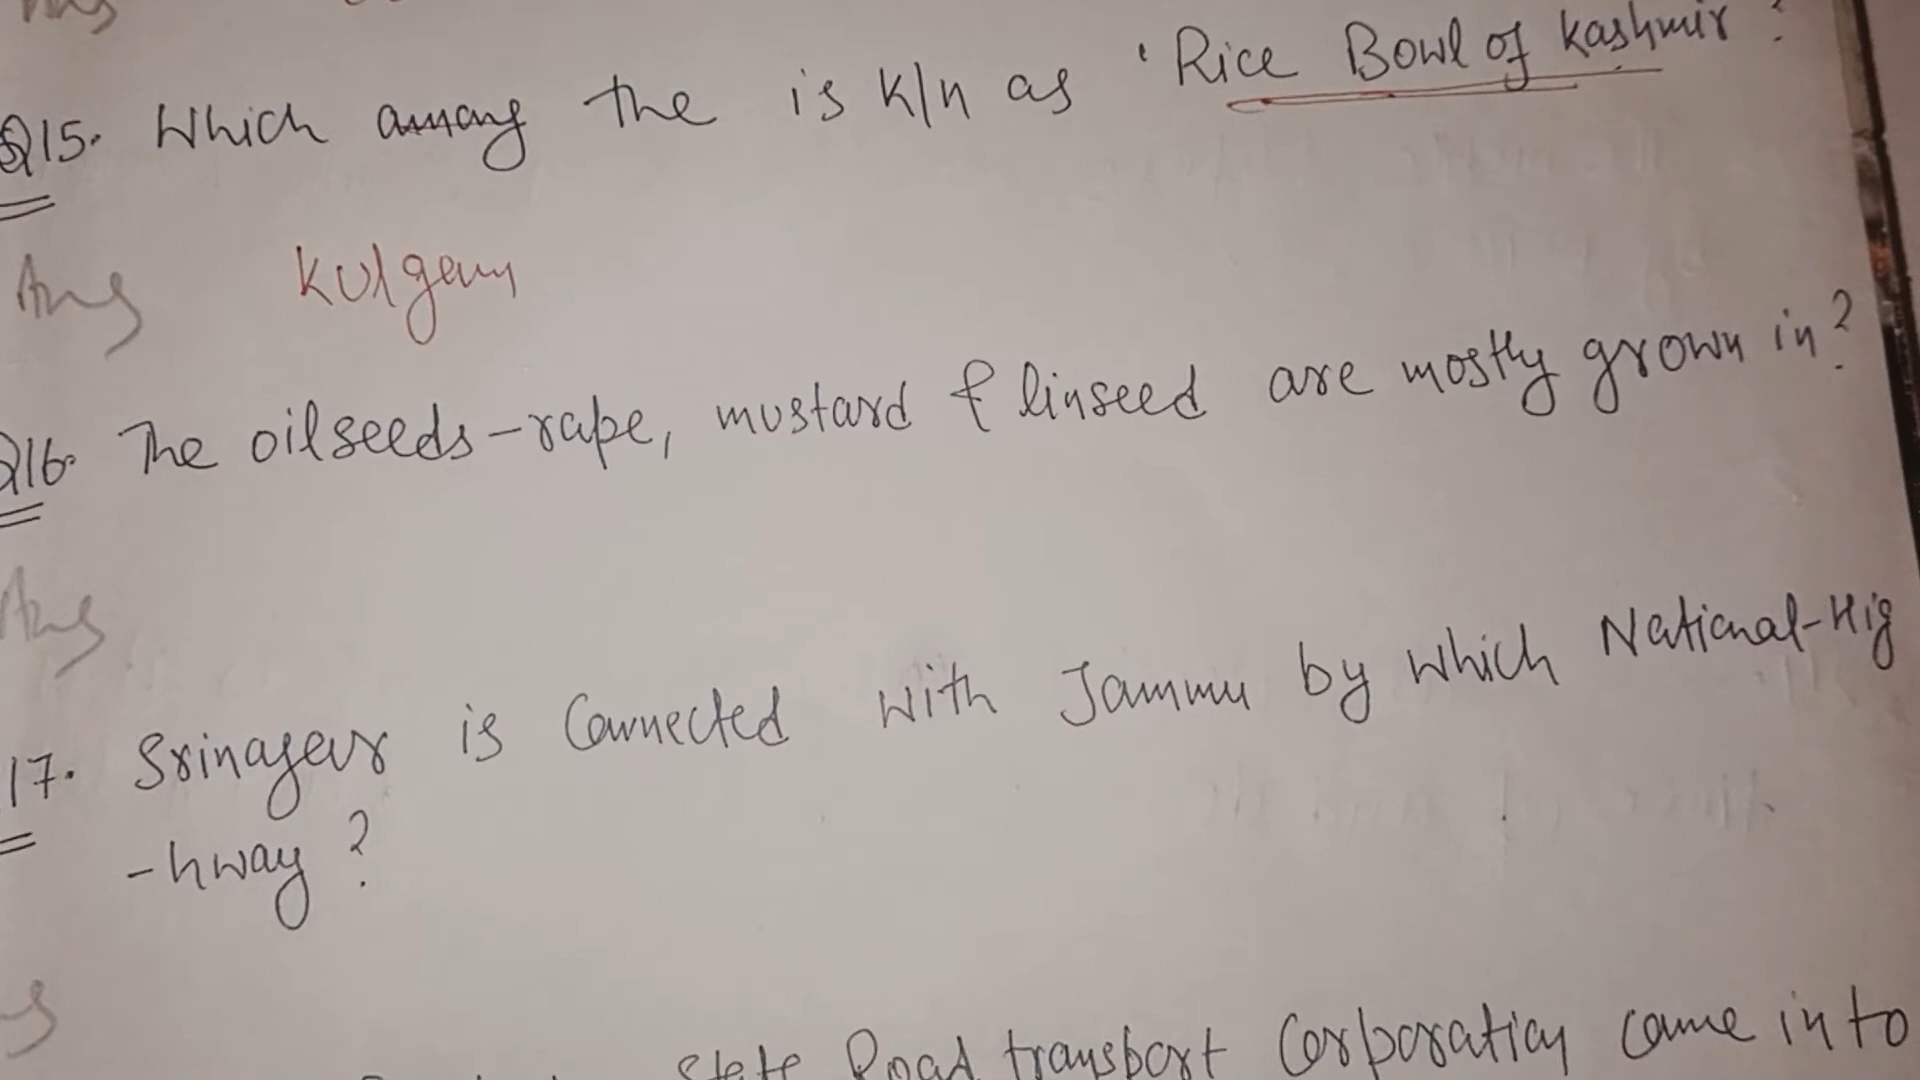 Ans
Q15. Which among the is k/n as 'Rice Bowl of Kashmir ?
Ans Kulgam
Q16. The oilseeds-rape, mustard & linseed are mostly grown in?
Ans
17. Srinagar is Connected with Jammu by which National-Hig
-hway ?
s
State Road transport Corporation came into